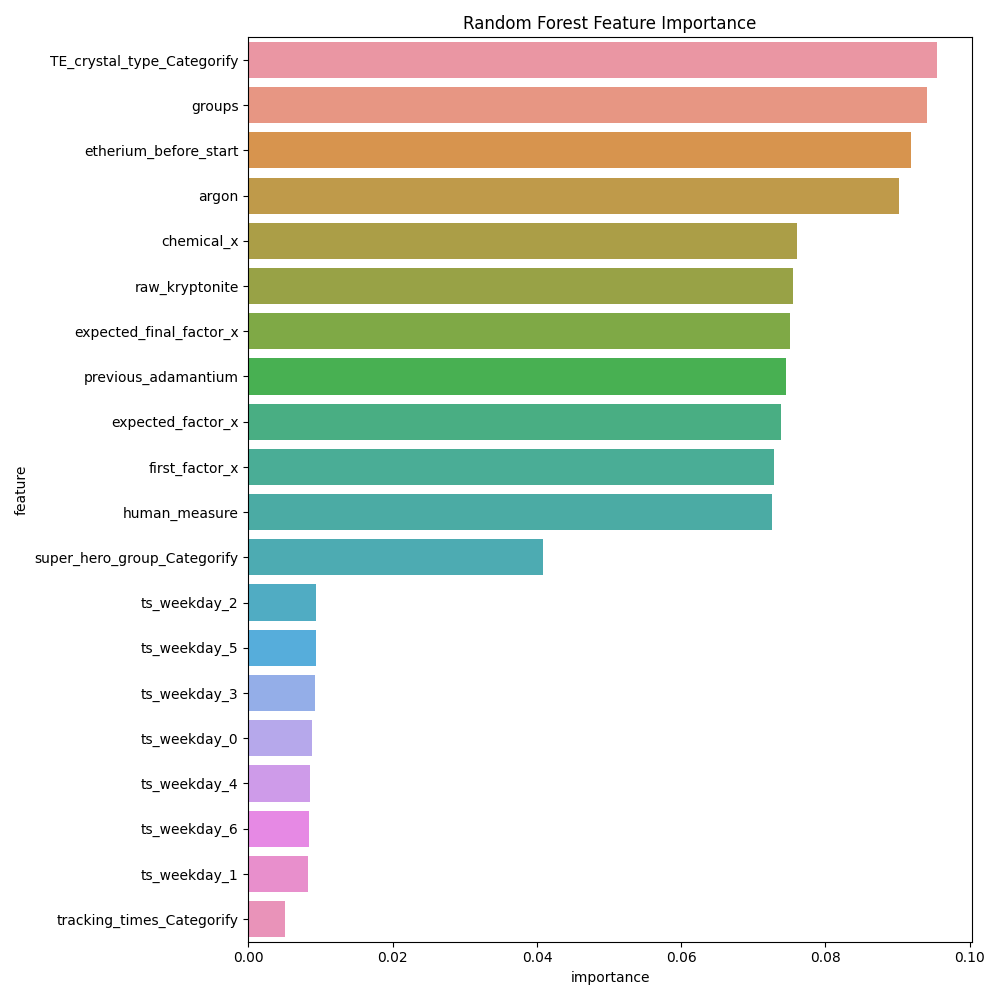 Random Forest Feature Importance
TE_crystal_type_Categorify
groups
etherium_before_start
argon
chemical_x
raw_kryptonite
expected_final_factor_x
previous_adamantium
expected_factor_x
first_factor_x
human_measure
super_hero_group_Categorify
ts_weekday_2
ts_weekday_5
ts_weekday_3
ts_weekday_0
ts_weekday_4
ts_weekday_6
ts_weekday_1
tracking_times_Categorify
feature
0.00 0.02 0.04 0.06 0.08 0.10
importance